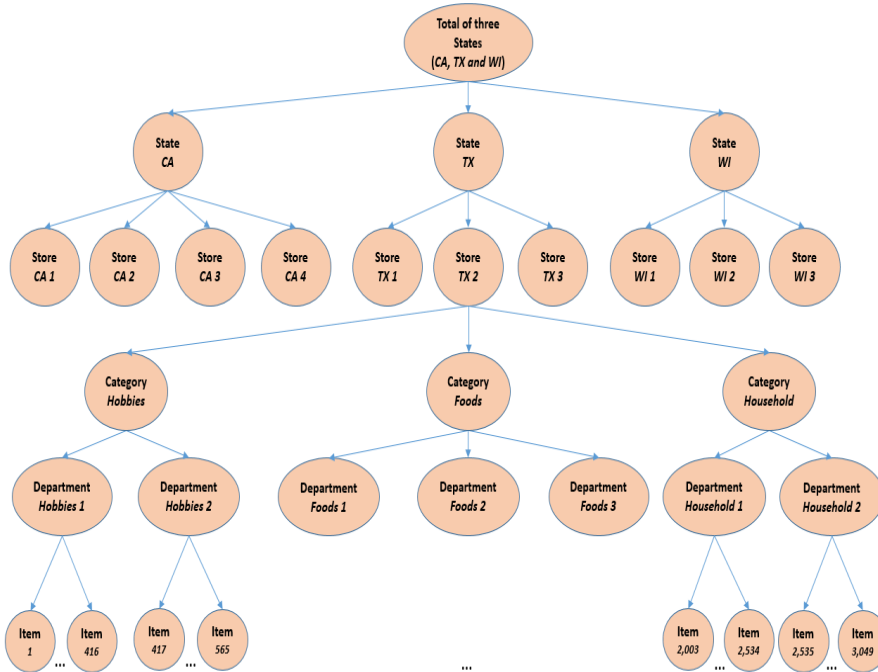 Total of three
States
(CA, TX and WI)
State
CA
State
TX
State
WI
Store
CA 1
Store
CA 2
Store
CA 3
Store
CA 4
Store
TX 1
Store
TX 2
Store
TX 3
Store
WI 1
Store
WI 2
Store
WI 3
Category
Hobbies
Category
Foods
Category
Household
Department
Hobbies 1
Department
Hobbies 2
Department
Foods 1
Department
Foods 2
Department
Foods 3
Department
Household 1
Department
Household 2
Item
1
...
Item
416
Item
417
...
Item
565
...
Item
2,003
...
Item
2,534
Item
2,535
...
Item
3,049